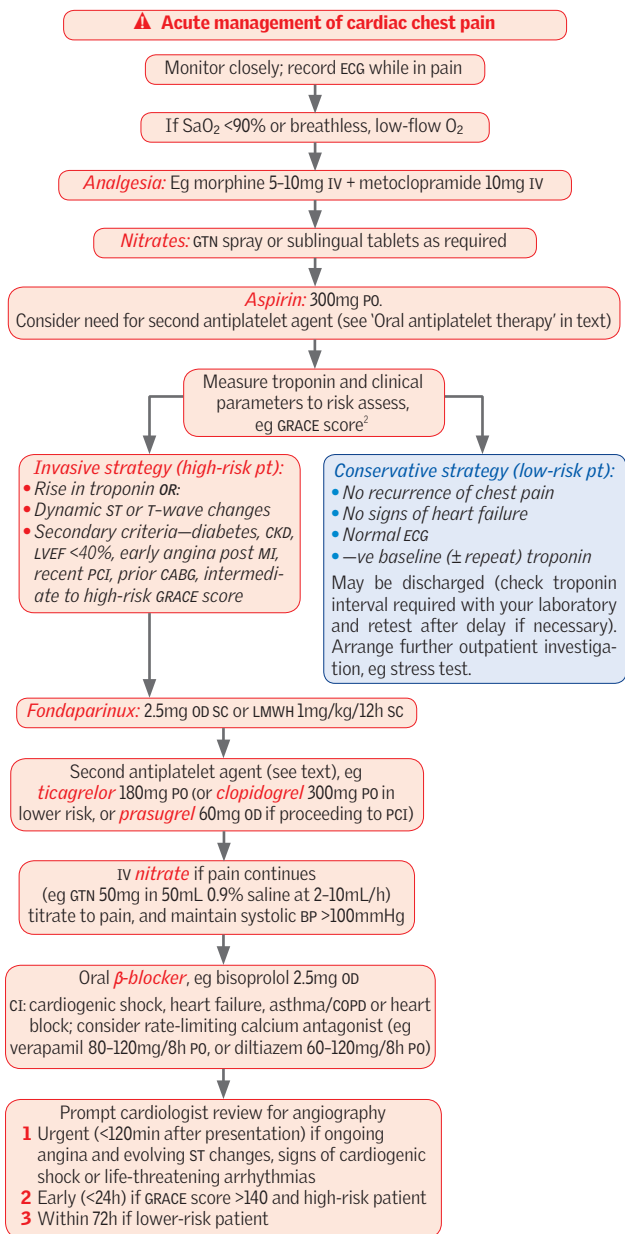 ⚠ Acute management of cardiac chest pain
Monitor closely; record ECG while in pain
If SaO₂ <90% or breathless, low-flow O₂
Analgesia: Eg morphine 5–10mg IV + metoclopramide 10mg IV
Nitrates: GTN spray or sublingual tablets as required
Aspirin: 300mg PO.
Consider need for second antiplatelet agent (see ‘Oral antiplatelet therapy’ in text)
Measure troponin and clinical
parameters to risk assess,
eg GRACE score²
Invasive strategy (high-risk pt):
• Rise in troponin OR:
• Dynamic ST or T-wave changes
• Secondary criteria—diabetes, CKD,
LVEF <40%, early angina post MI,
recent PCI, prior CABG, intermedi-
ate to high-risk GRACE score
Conservative strategy (low-risk pt):
• No recurrence of chest pain
• No signs of heart failure
• Normal ECG
• –ve baseline (± repeat) troponin
May be discharged (check troponin
interval required with your laboratory
and retest after delay if necessary).
Arrange further outpatient investiga-
tion, eg stress test.
Fondaparinux: 2.5mg OD SC or LMWH 1mg/kg/12h SC
Second antiplatelet agent (see text), eg
ticagrelor 180mg PO (or clopidogrel 300mg PO in
lower risk, or prasugrel 60mg OD if proceeding to PCI)
IV nitrate if pain continues
(eg GTN 50mg in 50mL 0.9% saline at 2–10mL/h)
titrate to pain, and maintain systolic BP >100mmHg
Oral β-blocker, eg bisoprolol 2.5mg OD
CI: cardiogenic shock, heart failure, asthma/COPD or heart
block; consider rate-limiting calcium antagonist (eg
verapamil 80–120mg/8h PO, or diltiazem 60–120mg/8h PO)
Prompt cardiologist review for angiography
1 Urgent (<120min after presentation) if ongoing
angina and evolving ST changes, signs of cardiogenic
shock or life-threatening arrhythmias
2 Early (<24h) if GRACE score >140 and high-risk patient
3 Within 72h if lower-risk patient